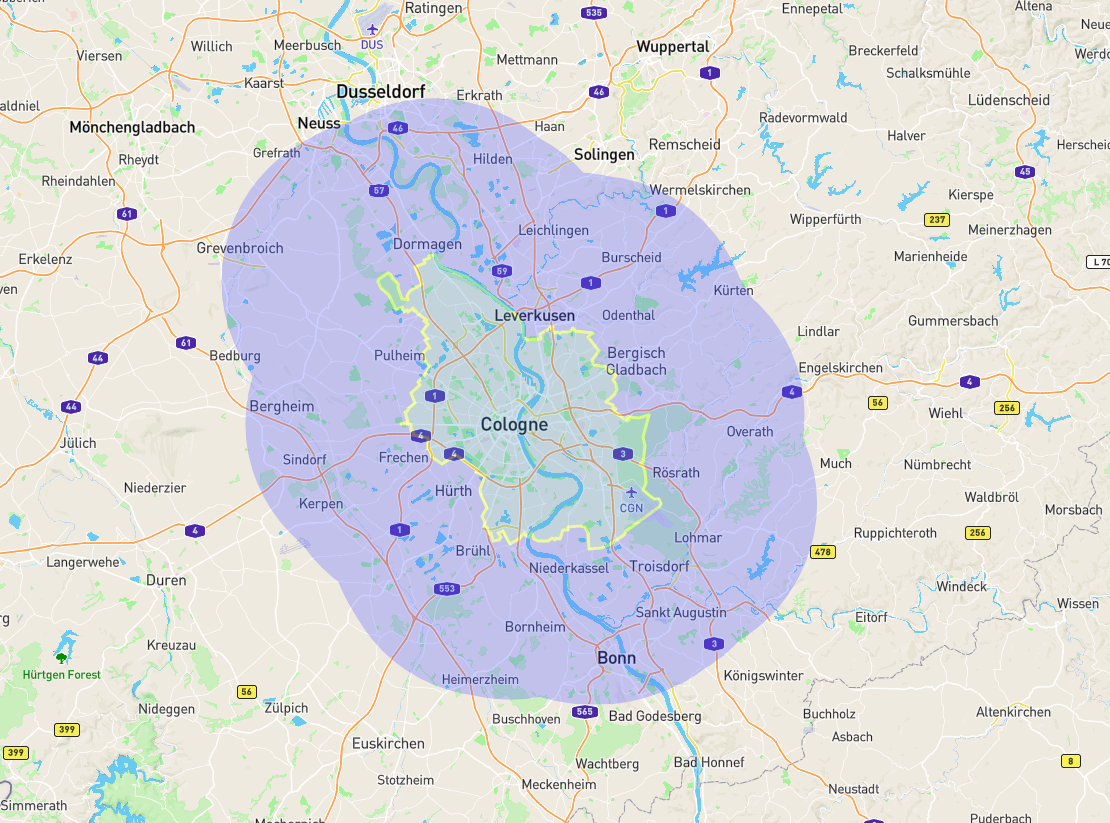 Ratingen
535
Ennepetal
Altena
Neue
Viersen
Willich
Meerbusch
DUS
Mettmann
Wuppertal
Breckerfeld
Werdo
Kaarst
1
Schalksmühle
aldniel
Dusseldorf
Erkrath
46
Lüdenscheid
Mönchengladbach
Neuss
46
Haan
Radevormwald
Halver
Herscheid
Rheydt
Grefrath
Hilden
Solingen
Remscheid
45
Rheindahlen
57
Wermelskirchen
Kierspe
61
1
Wipperfürth
237
Meinerzhagen
Grevenbroich
Dormagen
Leichlingen
Erkelenz
59
Burscheid
Marienheide
L 70
ven
1
Kürten
Leverkusen
Odenthal
Lindlar
Gummersbach
61
44
Bedburg
Pulheim
Bergisch
Gladbach
Engelskirchen
4
4
44
Bergheim
1
56
256
Wiehl
Cologne
4
Overath
Jülich
Sindorf
Frechen
4
3
Rösrath
Much
Nümbrecht
Niederzier
Kerpen
Hürth
CGN
Waldbröl
Morsbach
4
1
Lohmar
Ruppichteroth
256
Langerwehe
Brühl
478
Duren
Niederkassel
Troisdorf
553
Windeck
Wissen
rg
Bornheim
Sankt Augustin
Eitorf
Kreuzau
3
Hürtgen Forest
Bonn
Heimerzheim
Königswinter
56
Nideggen
Zülpich
565
Buschhoven
Bad Godesberg
Buchholz
Altenkirchen
399
Asbach
399
Euskirchen
Wachtberg
Bad Honnef
8
Stotzheim
Meckenheim
Neustadt
Simmerath
Puderbach